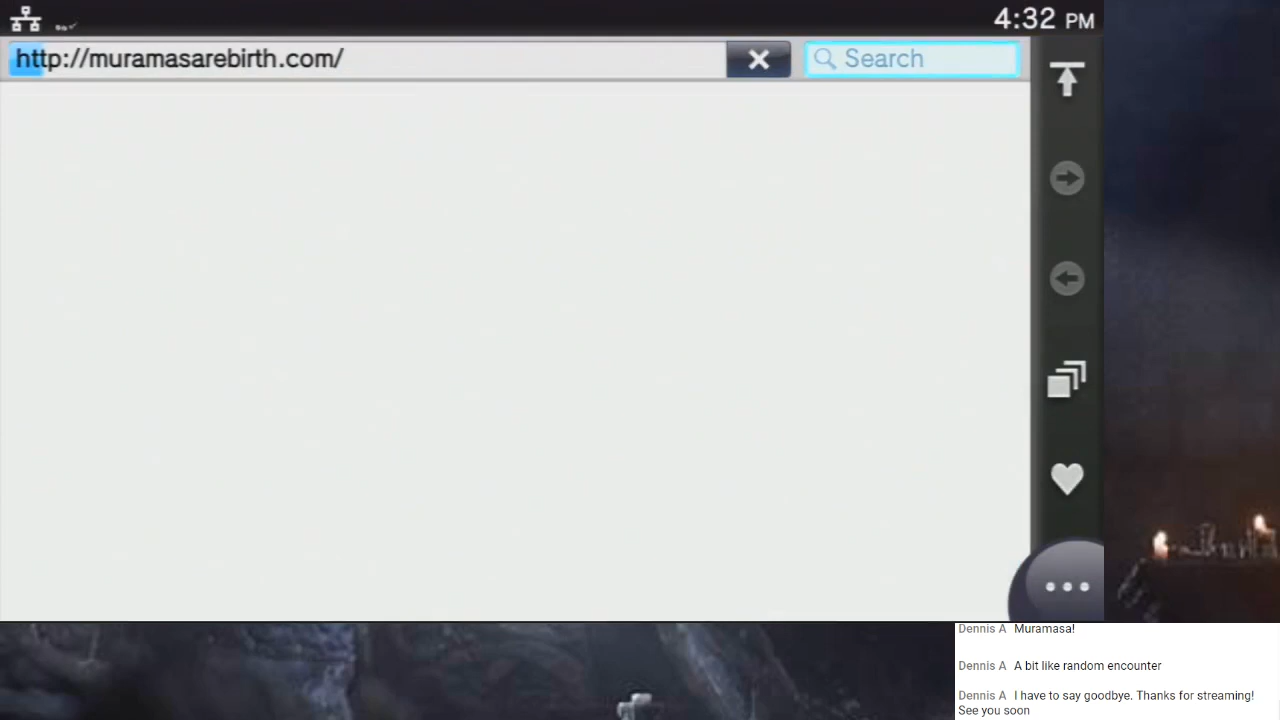 4:32 PM
http://muramasarebirth.com/
Search
Dennis A Muramasa!
Dennis A A bit like random encounter
Dennis A I have to say goodbye. Thanks for streaming!
See you soon